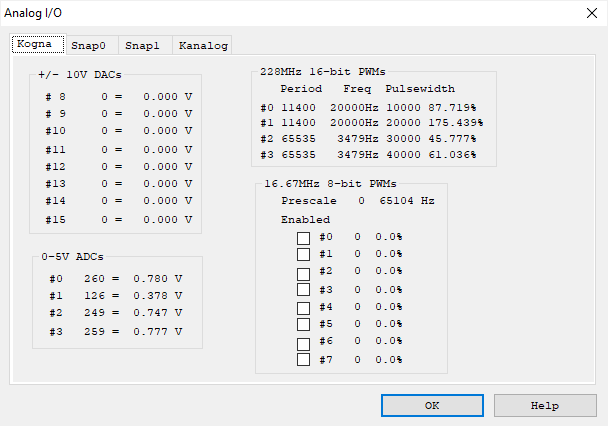 Analog I/O
Kogna Snap0 Snap1 Kanalog
+/- 10V DACs
# 8 0 = 0.000 V
# 9 0 = 0.000 V
#10 0 = 0.000 V
#11 0 = 0.000 V
#12 0 = 0.000 V
#13 0 = 0.000 V
#14 0 = 0.000 V
#15 0 = 0.000 V
0-5V ADCs
#0 260 = 0.780 V
#1 126 = 0.378 V
#2 249 = 0.747 V
#3 259 = 0.777 V
228MHz 16-bit PWMs
Period Freq Pulsewidth
#0 11400 20000Hz 10000 87.719%
#1 11400 20000Hz 20000 175.439%
#2 65535 3479Hz 30000 45.777%
#3 65535 3479Hz 40000 61.036%
16.67MHz 8-bit PWMs
Prescale 0 65104 Hz
Enabled
#0 0 0.0%
#1 0 0.0%
#2 0 0.0%
#3 0 0.0%
#4 0 0.0%
#5 0 0.0%
#6 0 0.0%
#7 0 0.0%
OK Help